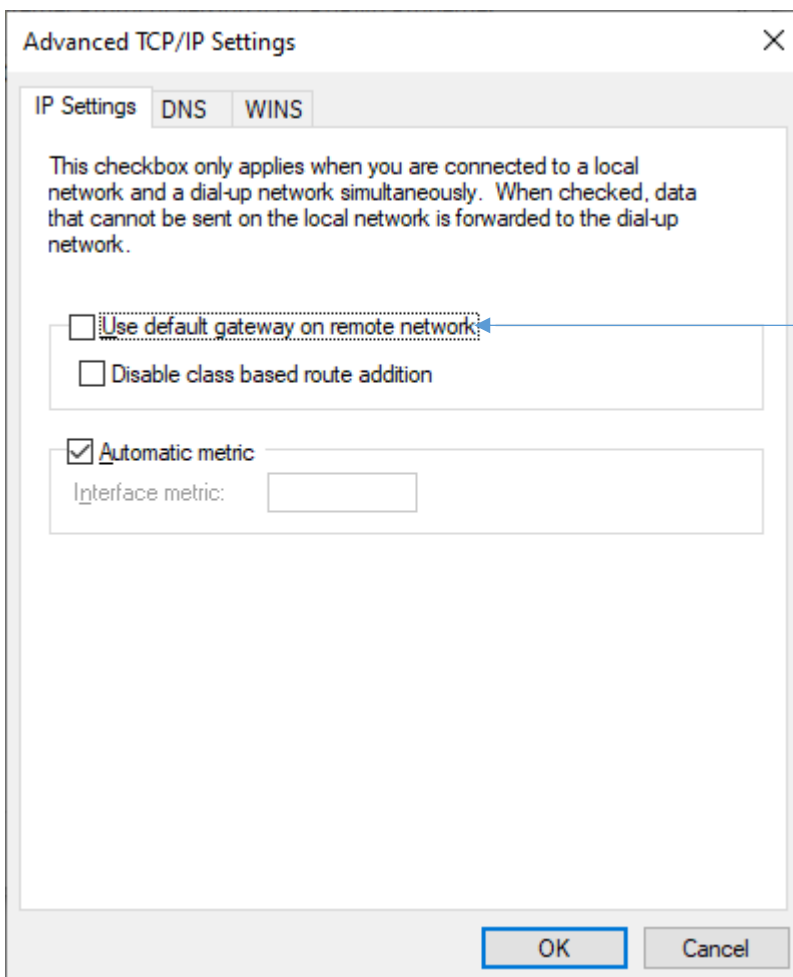 Advanced TCP/IP Settings
IP Settings DNS WINS
This checkbox only applies when you are connected to a local
network and a dial-up network simultaneously. When checked, data
that cannot be sent on the local network is forwarded to the dial-up
network.
Use default gateway on remote network
Disable class based route addition
Automatic metric
Interface metric:
OK Cancel